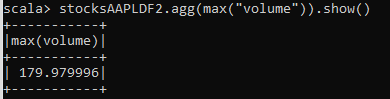 scala> stocksAAPLDF2.agg(max("volume")).show()
+-----------+
|max(volume)|
+-----------+
| 179.979996|
+-----------+